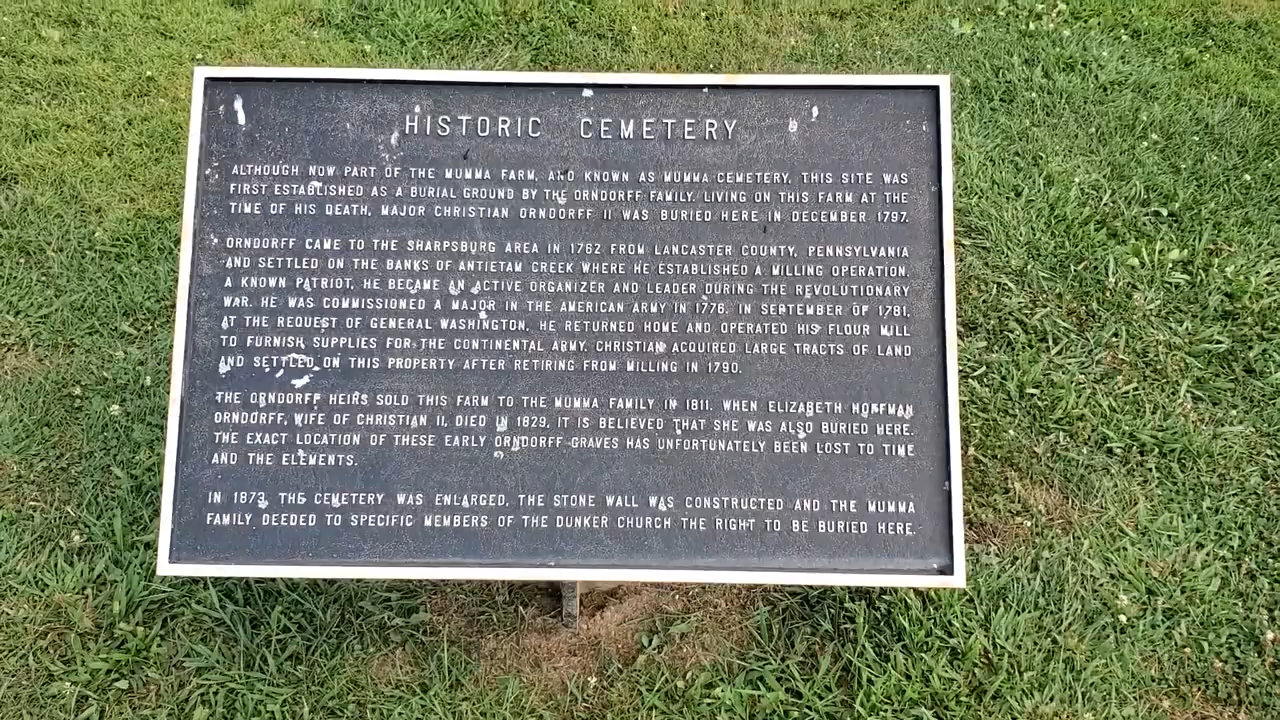 HISTORIC CEMETERY
ALTHOUGH NOW PART OF THE MUMMA FARM, AND KNOWN AS MUMMA CEMETERY, THIS SITE WAS
FIRST ESTABLISHED AS A BURIAL GROUND BY THE ORNDORFF FAMILY. LIVING ON THIS FARM AT THE
TIME OF HIS DEATH, MAJOR CHRISTIAN ORNDORFF II WAS BURIED HERE IN DECEMBER 1797.
ORNDORFF CAME TO THE SHARPSBURG AREA IN 1762 FROM LANCASTER COUNTY, PENNSYLVANIA
AND SETTLED ON THE BANKS OF ANTIETAM CREEK WHERE HE ESTABLISHED A MILLING OPERATION.
A KNOWN PATRIOT, HE BECAME AN ACTIVE ORGANIZER AND LEADER DURING THE REVOLUTIONARY
WAR. HE WAS COMMISSIONED A MAJOR IN THE AMERICAN ARMY IN 1776. IN SEPTEMBER OF 1781,
AT THE REQUEST OF GENERAL WASHINGTON, HE RETURNED HOME AND OPERATED HIS FLOUR MILL
TO FURNISH SUPPLIES FOR THE CONTINENTAL ARMY. CHRISTIAN ACQUIRED LARGE TRACTS OF LAND
AND SETTLED ON THIS PROPERTY AFTER RETIRING FROM MILLING IN 1790.
THE ORNDORFF HEIRS SOLD THIS FARM TO THE MUMMA FAMILY IN 1811. WHEN ELIZABETH HOFFMAN
ORNDORFF, WIFE OF CHRISTIAN II, DIED IN 1829, IT IS BELIEVED THAT SHE WAS ALSO BURIED HERE.
THE EXACT LOCATION OF THESE EARLY ORNDORFF GRAVES HAS UNFORTUNATELY BEEN LOST TO TIME
AND THE ELEMENTS.
IN 1873, THE CEMETERY WAS ENLARGED, THE STONE WALL WAS CONSTRUCTED AND THE MUMMA
FAMILY DEEDED TO SPECIFIC MEMBERS OF THE DUNKER CHURCH THE RIGHT TO BE BURIED HERE.